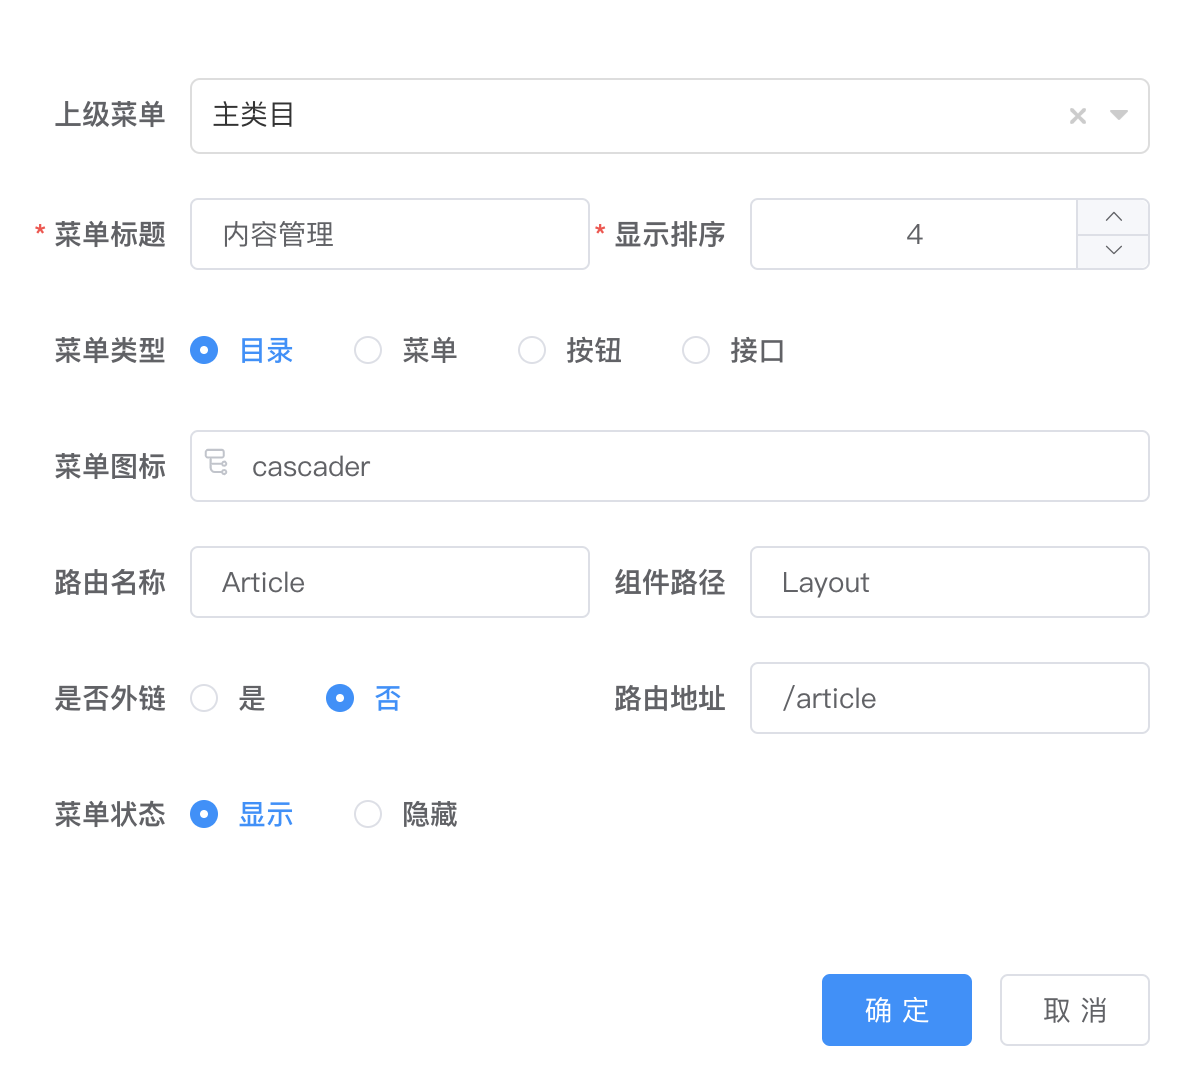 上级菜单 主类目
* 菜单标题 内容管理 * 显示排序 4
菜单类型 目录 菜单 按钮 接口
菜单图标 cascader
路由名称 Article 组件路径 Layout
是否外链 是 否 路由地址 /article
菜单状态 显示 隐藏
确 定 取 消